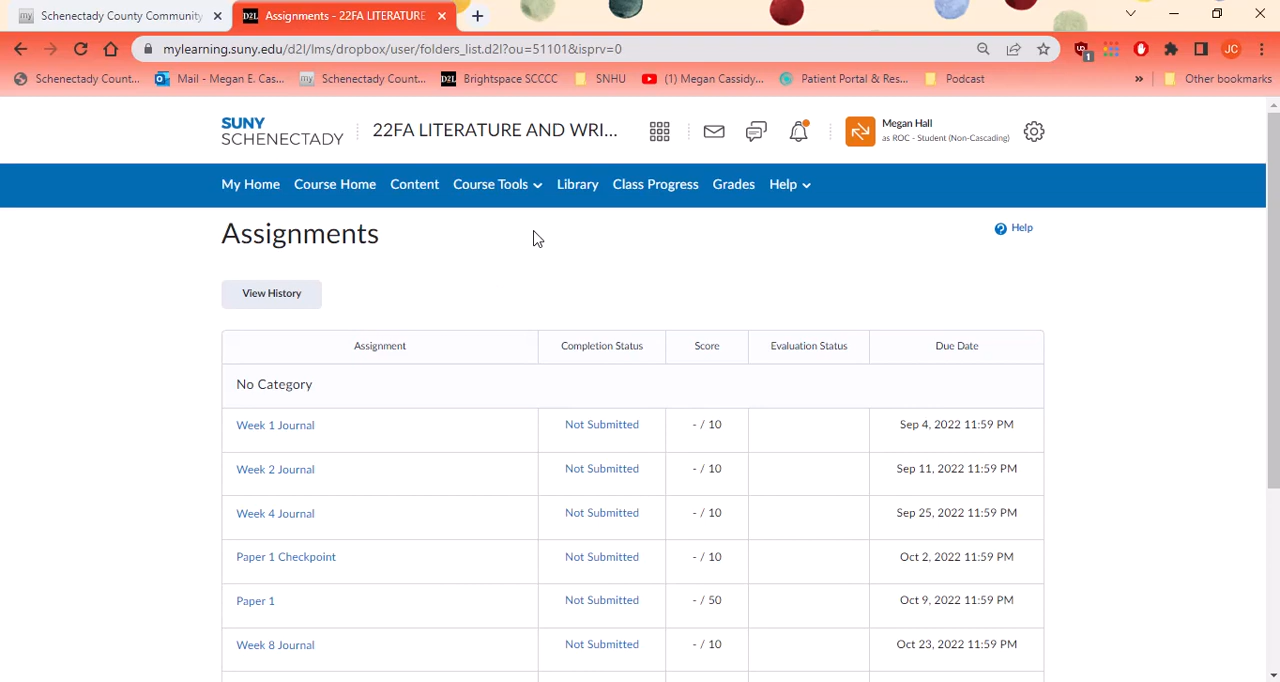 Schenectady County Community
Assignments - 22FA LITERATURE
mylearning.suny.edu/d2l/lms/dropbox/user/folders_list.d2l?ou=51101&isprv=0
1
JC
Schenectady Count...
Mail - Megan E. Cas...
Schenectady Count...
D2L Brightspace SCCCC
SNHU
(1) Megan Cassidy...
Patient Portal & Res...
Podcast
»
Other bookmarks
SUNY
SCHENECTADY
22FA LITERATURE AND WRI...
Megan Hall
as ROC - Student (Non-Cascading)
My Home Course Home Content Course Tools Library Class Progress Grades Help
Assignments
Help
View History
Assignment Completion Status Score Evaluation Status Due Date
No Category
Week 1 Journal Not Submitted - / 10 Sep 4, 2022 11:59 PM
Week 2 Journal Not Submitted - / 10 Sep 11, 2022 11:59 PM
Week 4 Journal Not Submitted - / 10 Sep 25, 2022 11:59 PM
Paper 1 Checkpoint Not Submitted - / 10 Oct 2, 2022 11:59 PM
Paper 1 Not Submitted - / 50 Oct 9, 2022 11:59 PM
Week 8 Journal Not Submitted - / 10 Oct 23, 2022 11:59 PM